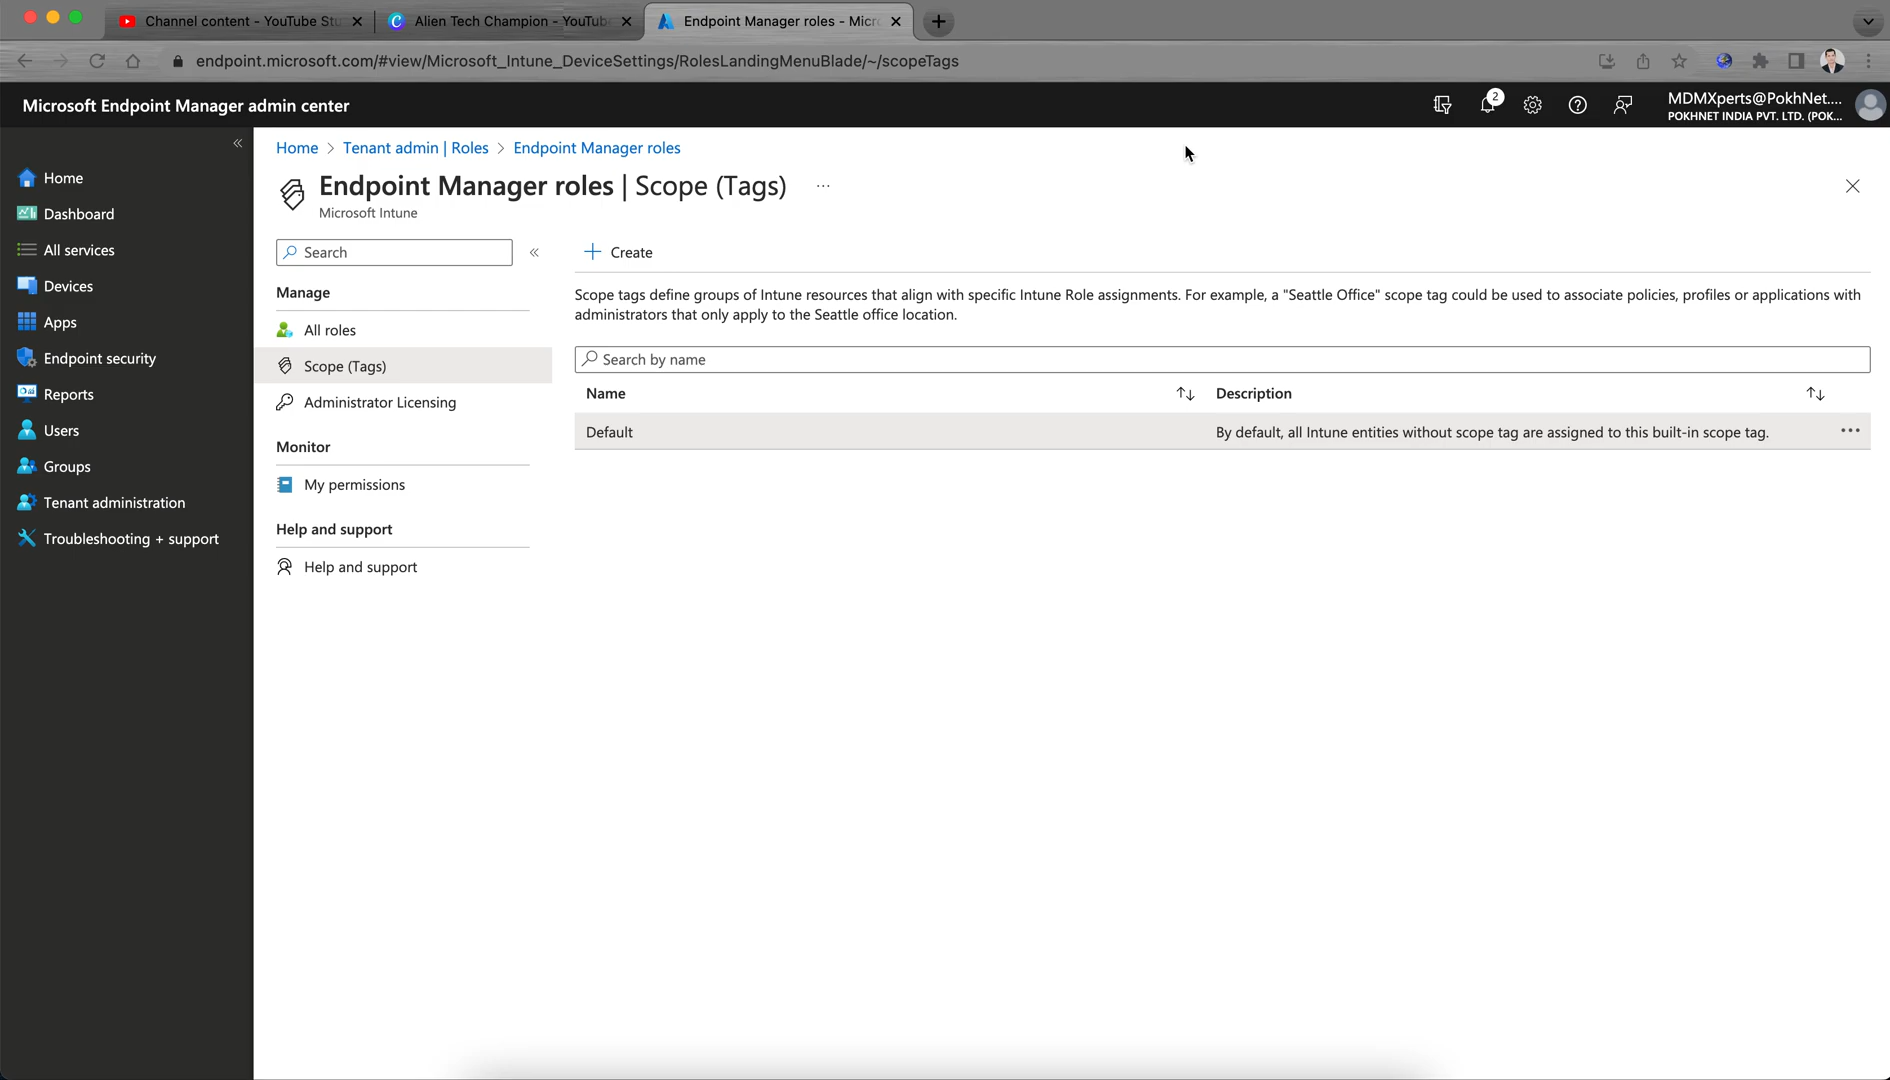 Channel content - YouTube Stu
Alien Tech Champion - YouTub
Endpoint Manager roles - Micr
endpoint.microsoft.com/#view/Microsoft_Intune_DeviceSettings/RolesLandingMenuBlade/~/scopeTags
Microsoft Endpoint Manager admin center
2
MDMXperts@PokhNet....
POKHNET INDIA PVT. LTD. (POK...
Home
Dashboard
All services
Devices
Apps
Endpoint security
Reports
Users
Groups
Tenant administration
Troubleshooting + support
Home > Tenant admin | Roles > Endpoint Manager roles
Endpoint Manager roles | Scope (Tags) ...
Microsoft Intune
Search
Manage
All roles
Scope (Tags)
Administrator Licensing
Monitor
My permissions
Help and support
Help and support
Create
Scope tags define groups of Intune resources that align with specific Intune Role assignments. For example, a "Seattle Office" scope tag could be used to associate policies, profiles or applications with
administrators that only apply to the Seattle office location.
Search by name
Name Description
Default By default, all Intune entities without scope tag are assigned to this built-in scope tag.